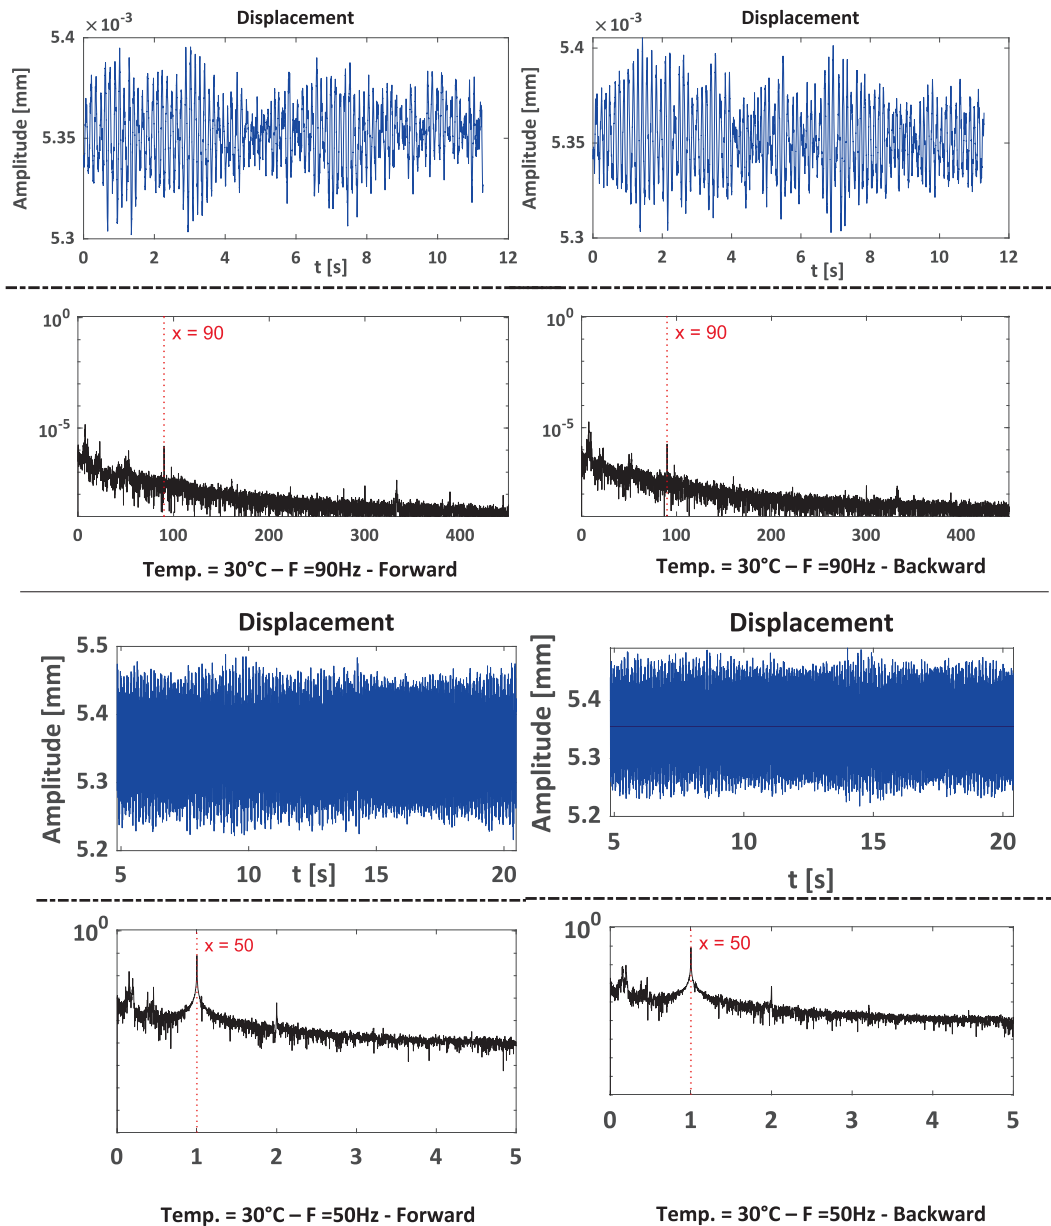 Displacement
Displacement
×10⁻³
×10⁻³
5.4
5.35
5.3
Amplitude [mm]
0 2 4 6 8 10 12
t [s]
5.4
5.35
5.3
Amplitude [mm]
0 2 4 6 8 10 12
t [s]
10⁰
10⁻⁵
x = 90
0 100 200 300 400
10⁰
10⁻⁵
x = 90
0 100 200 300 400
Temp. = 30°C – F =90Hz - Forward
Temp. = 30°C – F =90Hz - Backward
Displacement
Displacement
5.5
5.4
5.3
5.2
Amplitude [mm]
5 10 15 20
t [s]
5.4
5.3
5.2
Amplitude [mm]
5 10 15 20
t [s]
10⁰
x = 50
0 1 2 3 4 5
10⁰
x = 50
0 1 2 3 4 5
Temp. = 30°C – F =50Hz - Forward
Temp. = 30°C – F =50Hz - Backward